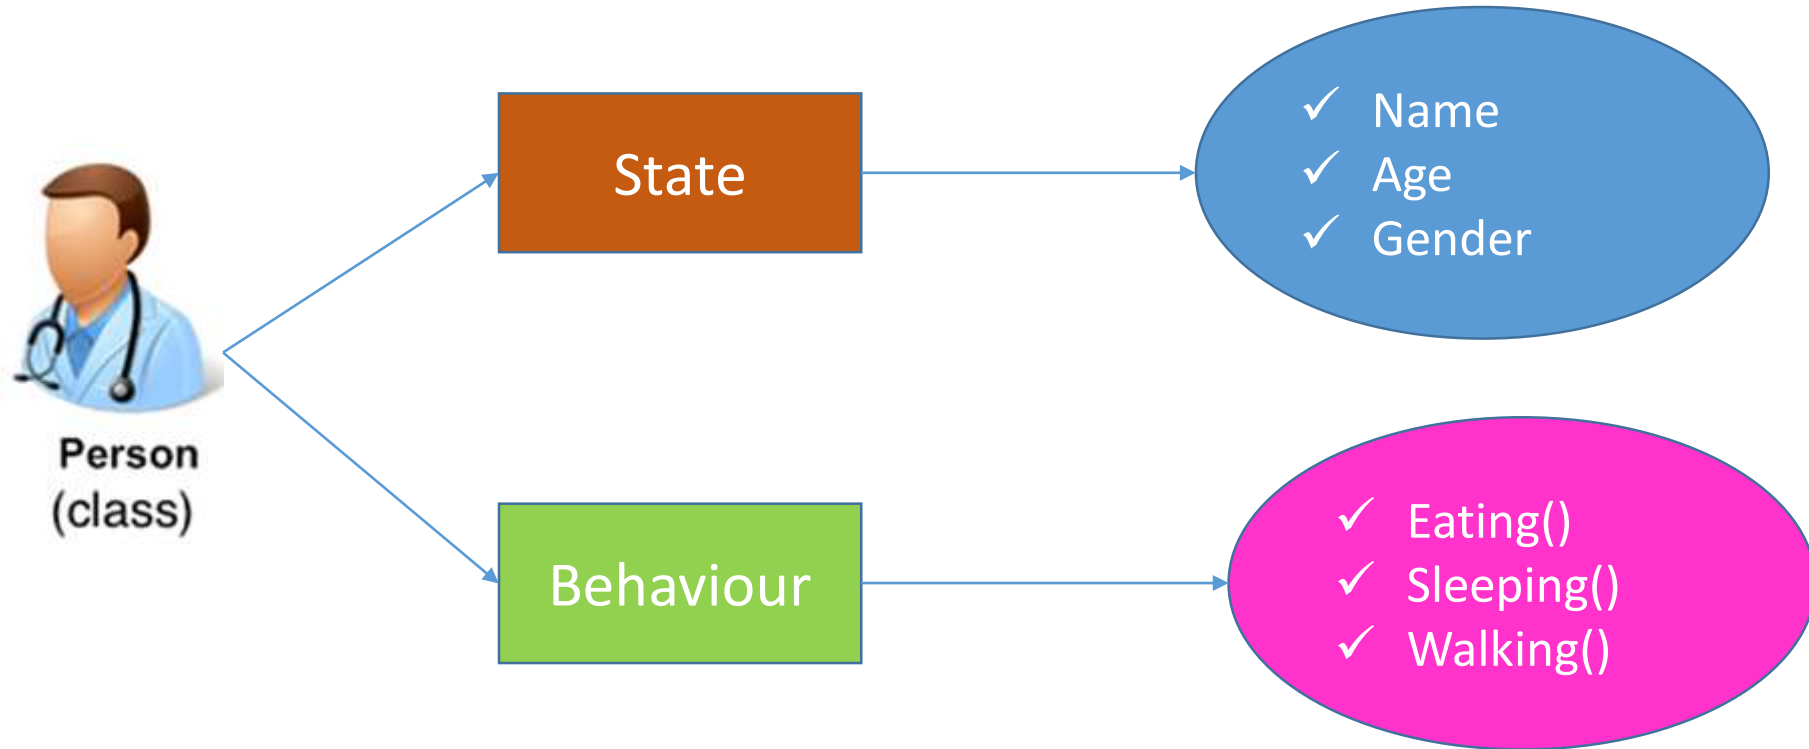 Person
(class)
State
✓ Name
✓ Age
✓ Gender
Behaviour
✓ Eating()
✓ Sleeping()
✓ Walking()